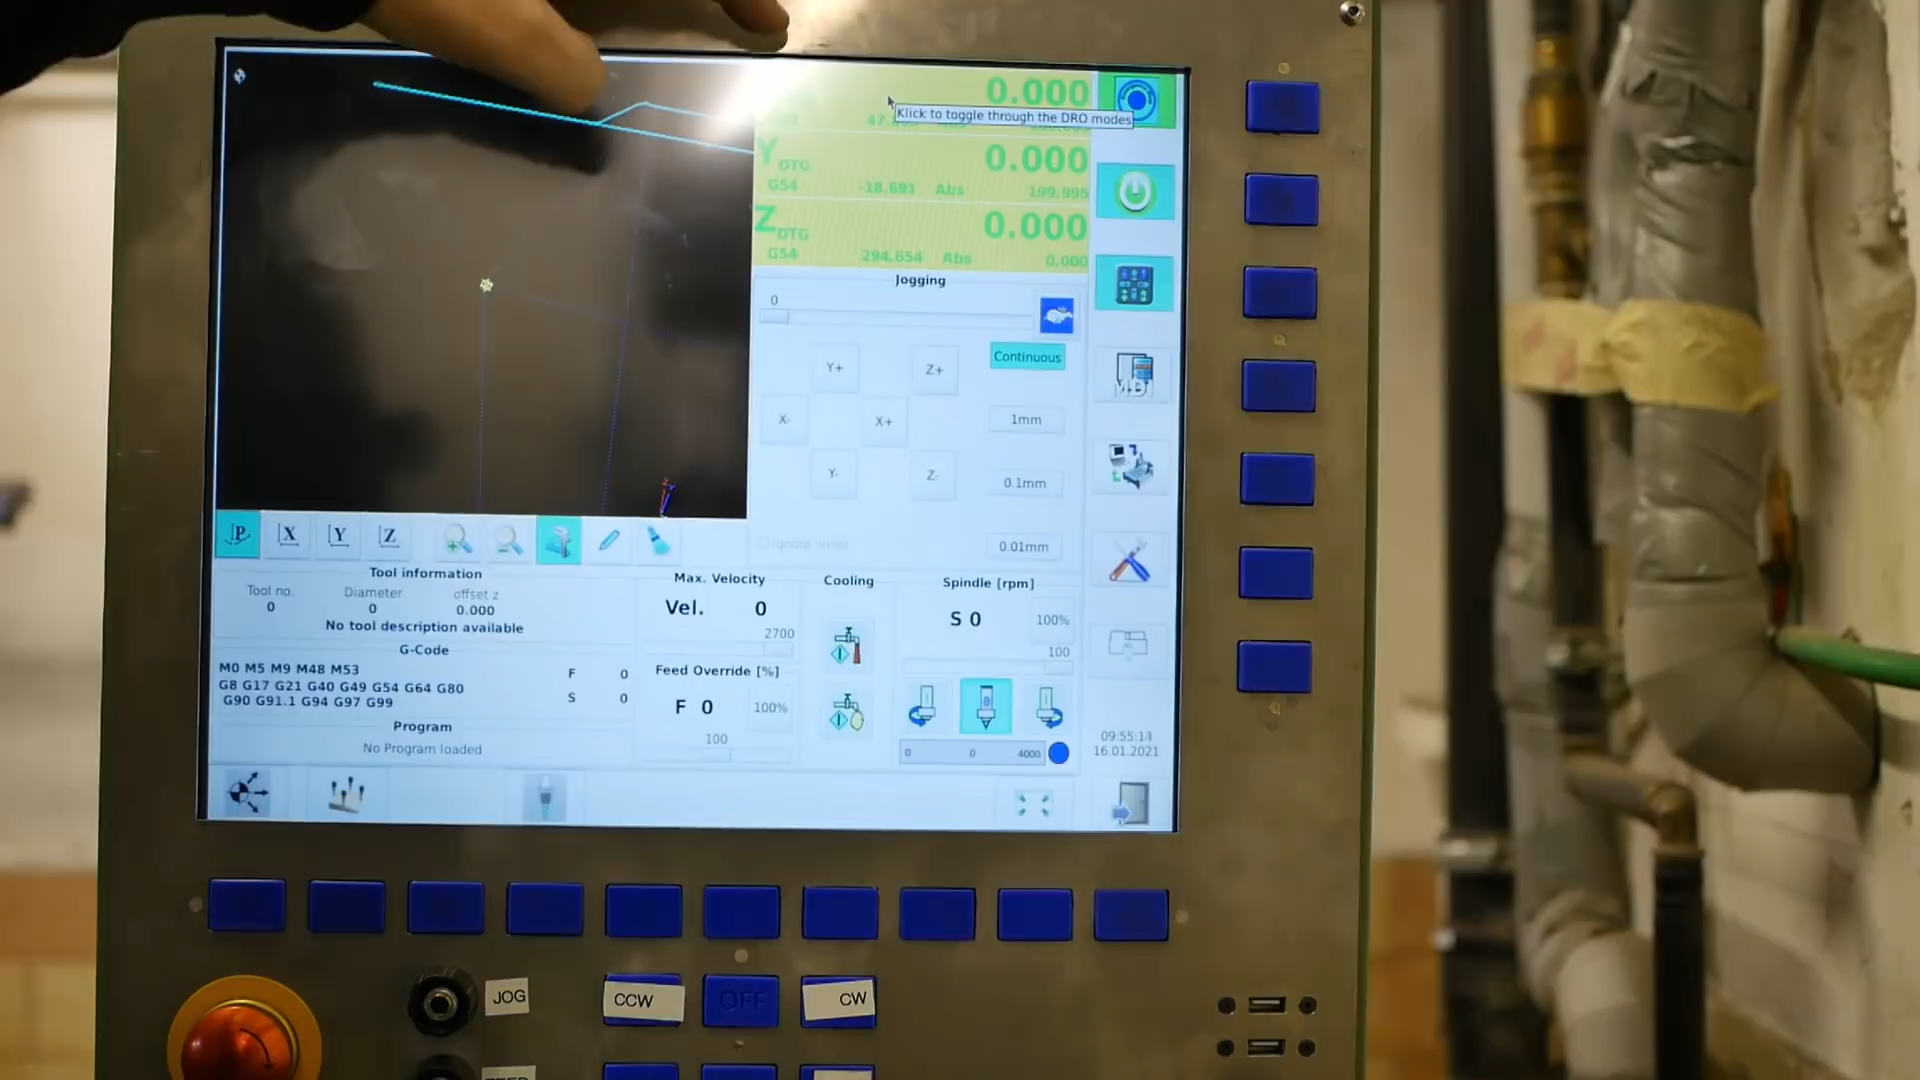 0.000
Klick to toggle through the DRO modes
Y DTG 0.000
G54 -18.693 Abs 199.995
Z DTG 0.000
G54 294.654 Abs 0.000
Jogging
0
Continuous
Y+ Z+
X- X+ 1mm
Y- Z- 0.1mm
0.01mm
P X Y Z
MDI
Tool information
Tool no. Diameter offset z
0 0 0.000
No tool description available
G-Code
M0 M5 M9 M48 M53
G8 G17 G21 G40 G49 G54 G64 G80
G90 G91.1 G94 G97 G99
F 0
S 0
Program
No Program loaded
Max. Velocity
Vel. 0
2700
Feed Override [%]
F 0 100%
100
Cooling
Spindle [rpm]
S 0 100%
100
0 0 4000
09:55:14
16.01.2021
JOG CCW OFF CW